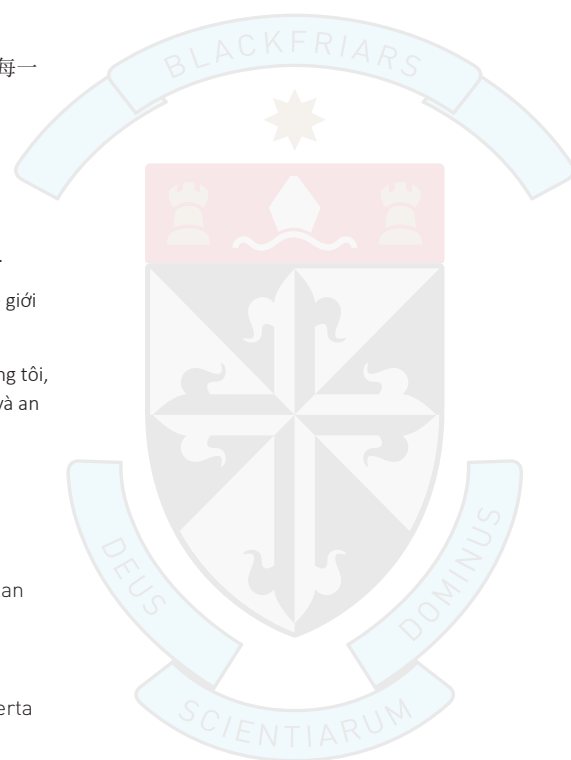 BLACKFRIARS
每一
.
giới
ng tôi,
và an
DEUS
DOMINUS
an
erta
SCIENTIARUM